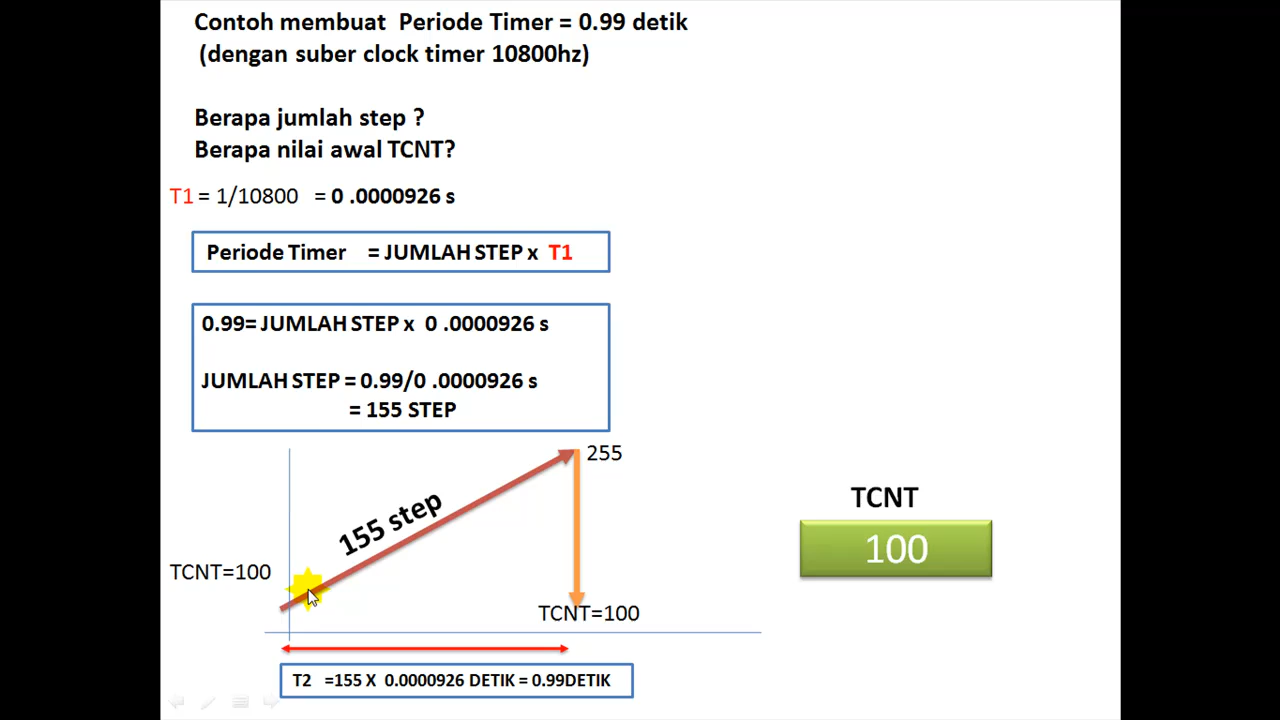 Contoh membuat Periode Timer = 0.99 detik
(dengan suber clock timer 10800hz)
Berapa jumlah step ?
Berapa nilai awal TCNT?
T1 = 1/10800 = 0 .0000926 s
Periode Timer = JUMLAH STEP x T1
0.99= JUMLAH STEP x 0 .0000926 s
JUMLAH STEP = 0.99/0 .0000926 s
= 155 STEP
255
155 step
TCNT
100
TCNT=100
TCNT=100
T2 =155 X 0.0000926 DETIK = 0.99DETIK